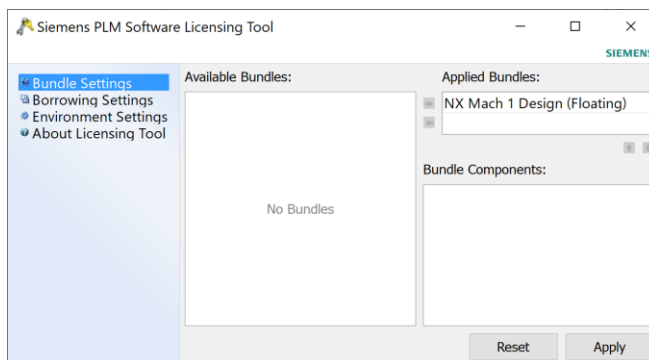 Siemens PLM Software Licensing Tool
SIEMENS
Bundle Settings
Borrowing Settings
Environment Settings
About Licensing Tool
Available Bundles:
No Bundles
Applied Bundles:
NX Mach 1 Design (Floating)
Bundle Components:
Reset
Apply